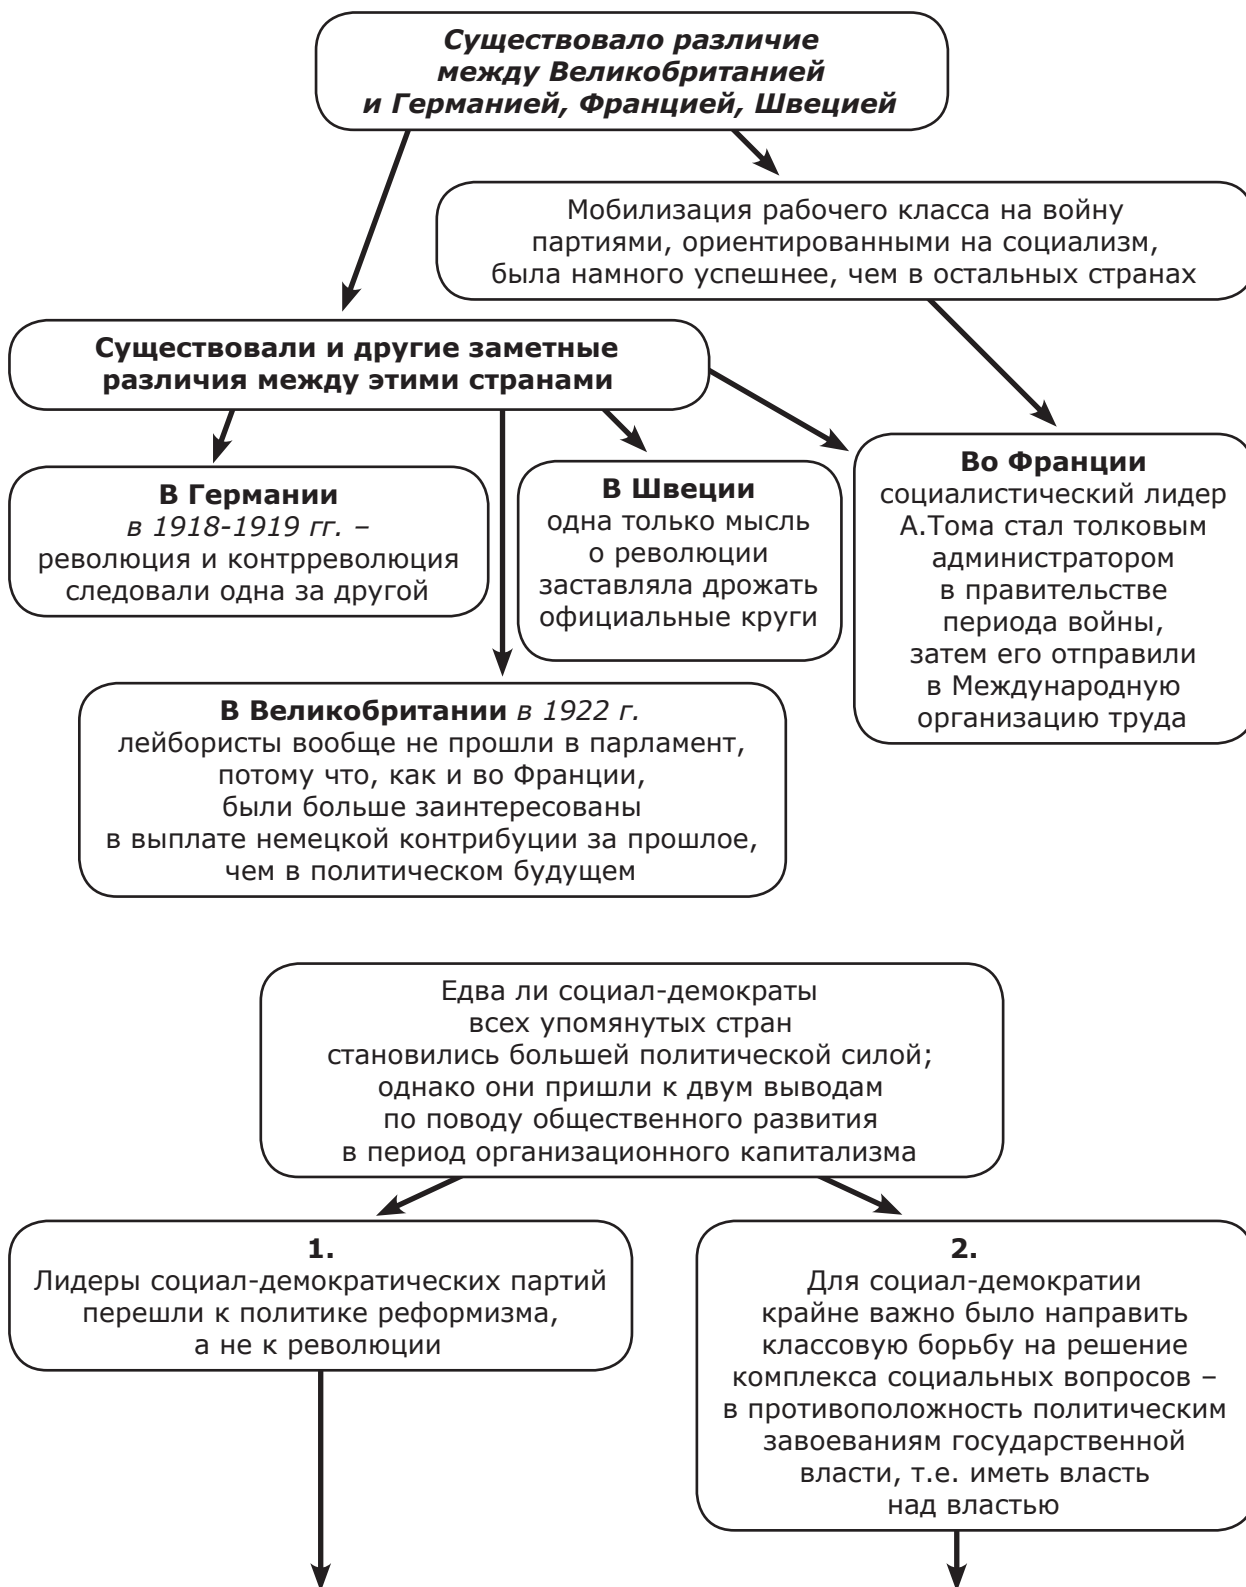 Существовало различие
между Великобританией
и Германией, Францией, Швецией
Мобилизация рабочего класса на войну
партиями, ориентированными на социализм,
была намного успешнее, чем в остальных странах
Существовали и другие заметные
различия между этими странами
В Германии
в 1918-1919 гг. –
революция и контрреволюция
следовали одна за другой
В Швеции
одна только мысль
о революции
заставляла дрожать
официальные круги
Во Франции
социалистический лидер
А.Тома стал толковым
администратором
в правительстве
периода войны,
затем его отправили
в Международную
организацию труда
В Великобритании в 1922 г.
лейбористы вообще не прошли в парламент,
потому что, как и во Франции,
были больше заинтересованы
в выплате немецкой контрибуции за прошлое,
чем в политическом будущем
Едва ли социал-демократы
всех упомянутых стран
становились большей политической силой;
однако они пришли к двум выводам
по поводу общественного развития
в период организационного капитализма
1.
Лидеры социал-демократических партий
перешли к политике реформизма,
а не к революции
2.
Для социал-демократии
крайне важно было направить
классовую борьбу на решение
комплекса социальных вопросов –
в противоположность политическим
завоеваниям государственной
власти, т.е. иметь власть
над властью